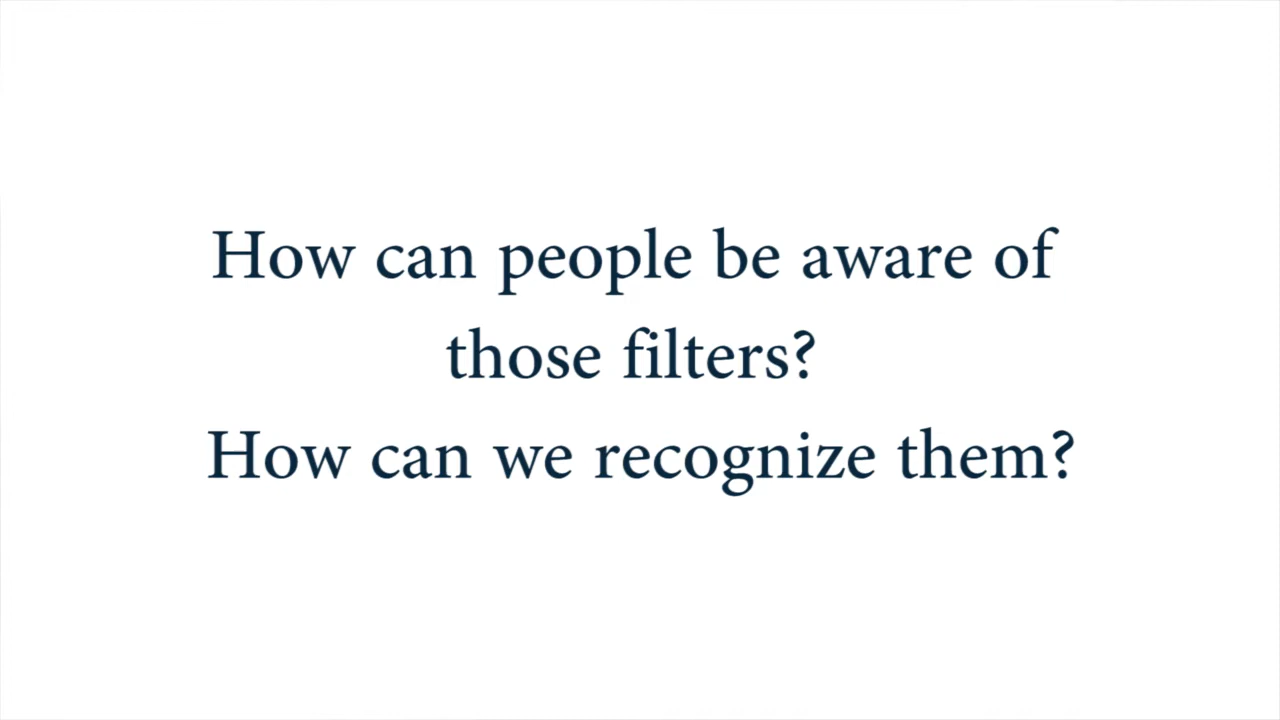 How can people be aware of
those filters?
How can we recognize them?